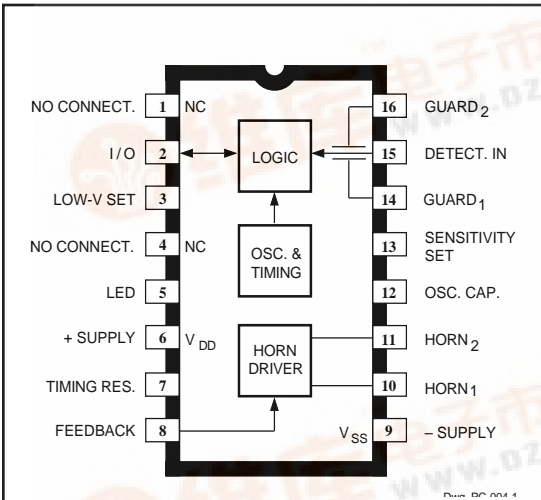 NO CONNECT. 1 NC
I/O 2
LOW-V SET 3
NO CONNECT. 4 NC
LED 5
+ SUPPLY 6 V DD
TIMING RES. 7
FEEDBACK 8
LOGIC
OSC. &
TIMING
HORN
DRIVER
16 GUARD2
15 DETECT. IN
14 GUARD1
13 SENSITIVITY
SET
12 OSC. CAP.
11 HORN2
10 HORN1
VSS 9 – SUPPLY
Dwg. PC-004-1